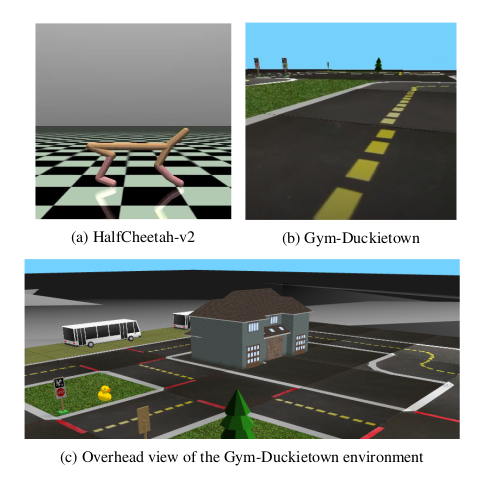 (a) HalfCheetah-v2
(b) Gym-Duckietown
(c) Overhead view of the Gym-Duckietown environment